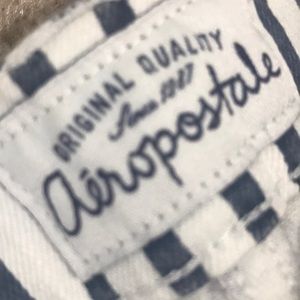 ORIGINAL QUALITY
Since 1987
Aéropostale